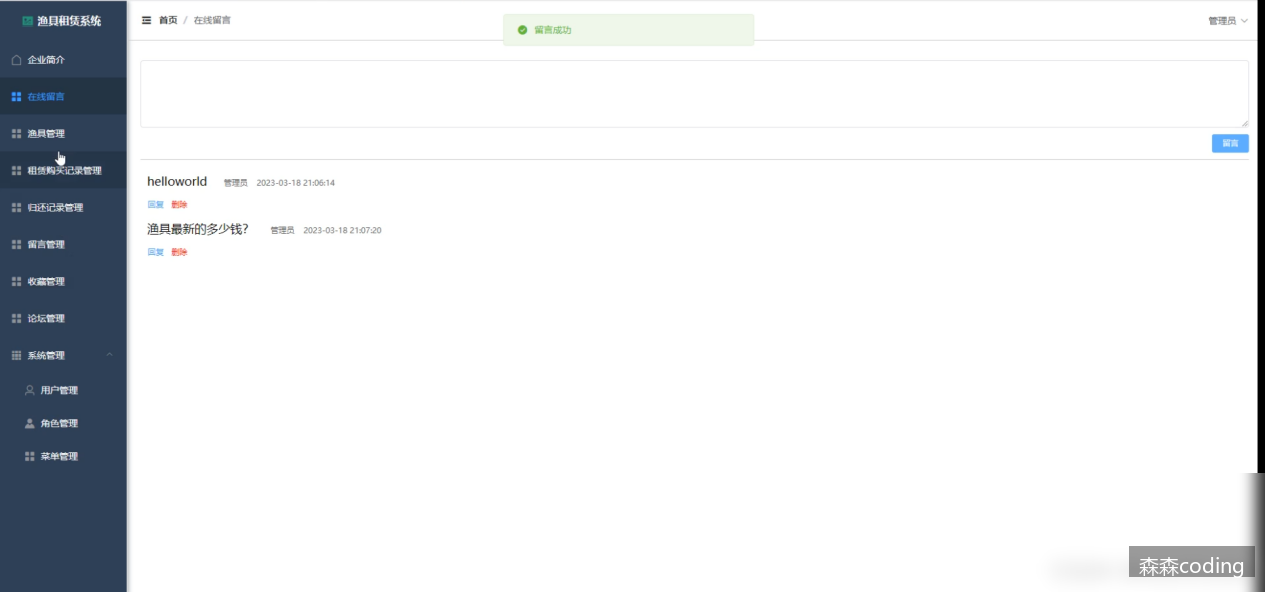 渔具租赁系统
首页 / 在线留言
留言成功
管理员
企业简介
在线留言
渔具管理
租赁购买记录管理
归还记录管理
留言管理
收藏管理
论坛管理
系统管理
用户管理
角色管理
菜单管理
留言
helloworld 管理员 2023-03-18 21:06:14
回复 删除
渔具最新的多少钱? 管理员 2023-03-18 21:07:20
回复 删除
森森coding